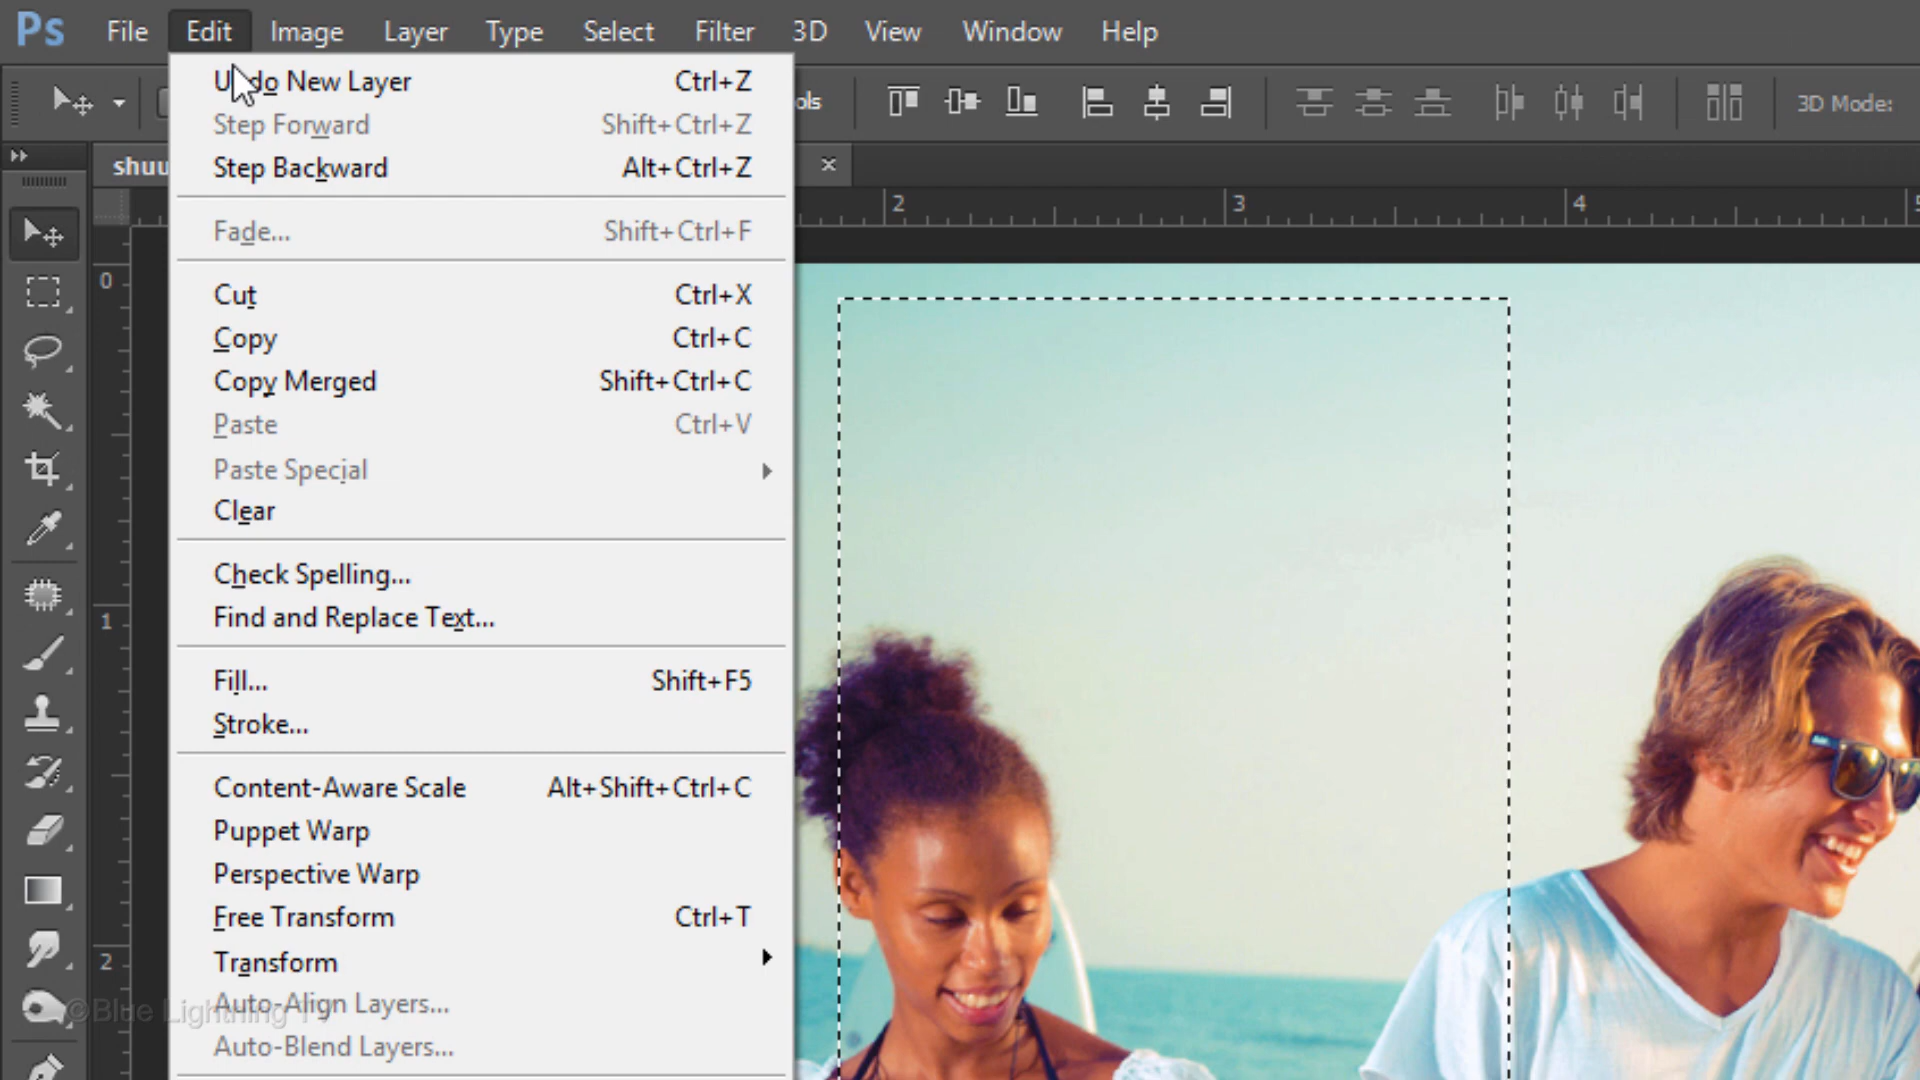 Ps File Edit Image Layer Type Select Filter 3D View Window Help
3D Mode:
2 3 4
0
1
2
Undo New Layer Ctrl+Z
Step Forward Shift+Ctrl+Z
Step Backward Alt+Ctrl+Z
Fade... Shift+Ctrl+F
Cut Ctrl+X
Copy Ctrl+C
Copy Merged Shift+Ctrl+C
Paste Ctrl+V
Paste Special
Clear
Check Spelling...
Find and Replace Text...
Fill... Shift+F5
Stroke...
Content-Aware Scale Alt+Shift+Ctrl+C
Puppet Warp
Perspective Warp
Free Transform Ctrl+T
Transform
Auto-Align Layers...
©Blue Lightning TV
Auto-Blend Layers...